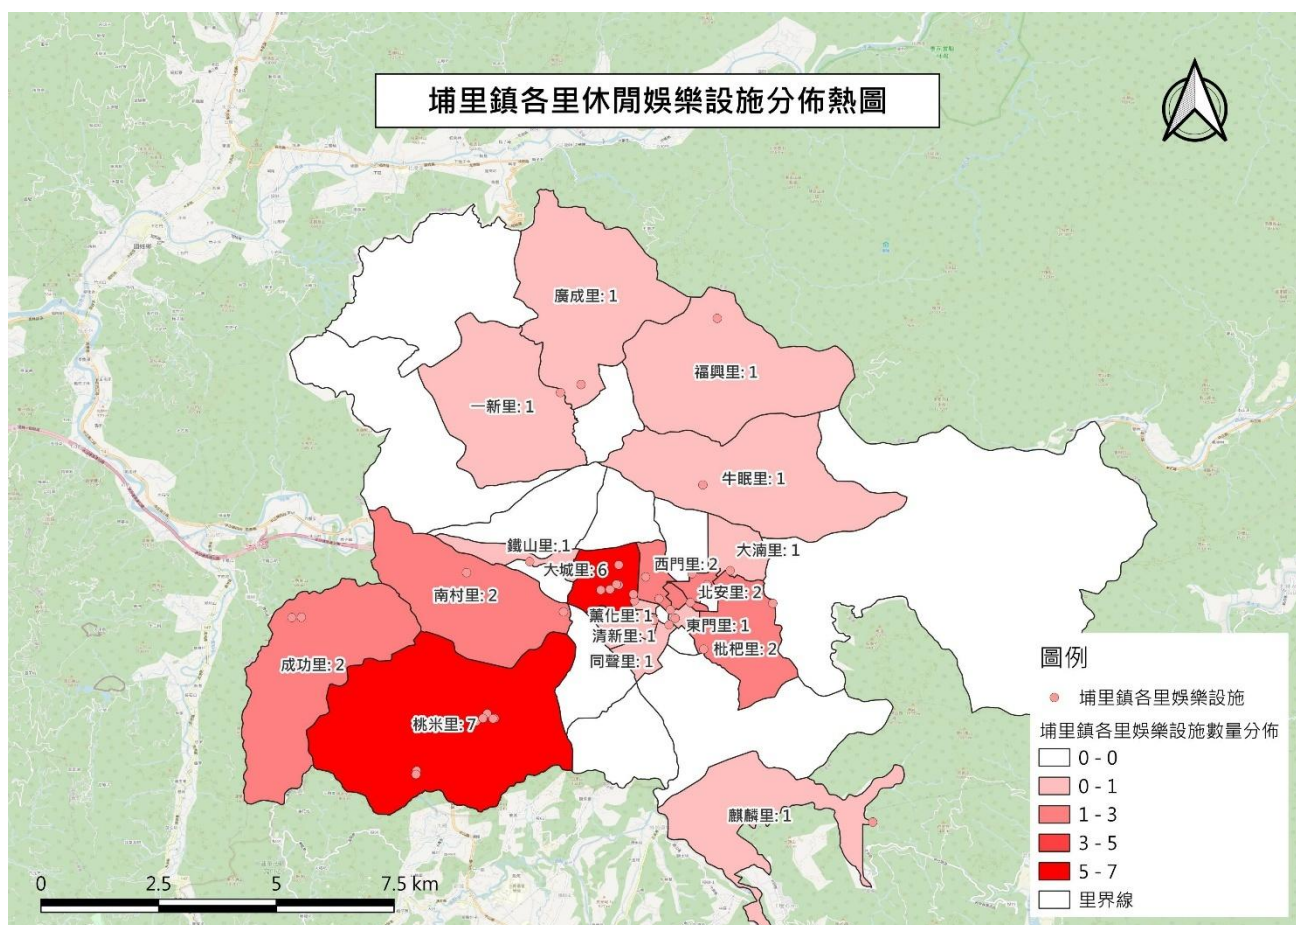 埔里鎮各里休閒娛樂設施分佈熱圖
廣成里: 1
福興里: 1
一新里: 1
牛眠里: 1
鐵山里: 1
大湳里: 1
西門里: 2
大城里: 6
南村里: 2
北安里: 2
薰化里: 1
東門里: 1
清新里: 1
枇杷里: 2
同聲里: 1
成功里: 2
桃米里: 7
麒麟里: 1
圖例
埔里鎮各里娛樂設施
埔里鎮各里娛樂設施數量分佈
0 - 0
0 - 1
1 - 3
3 - 5
5 - 7
里界線
0 2.5 5 7.5 km